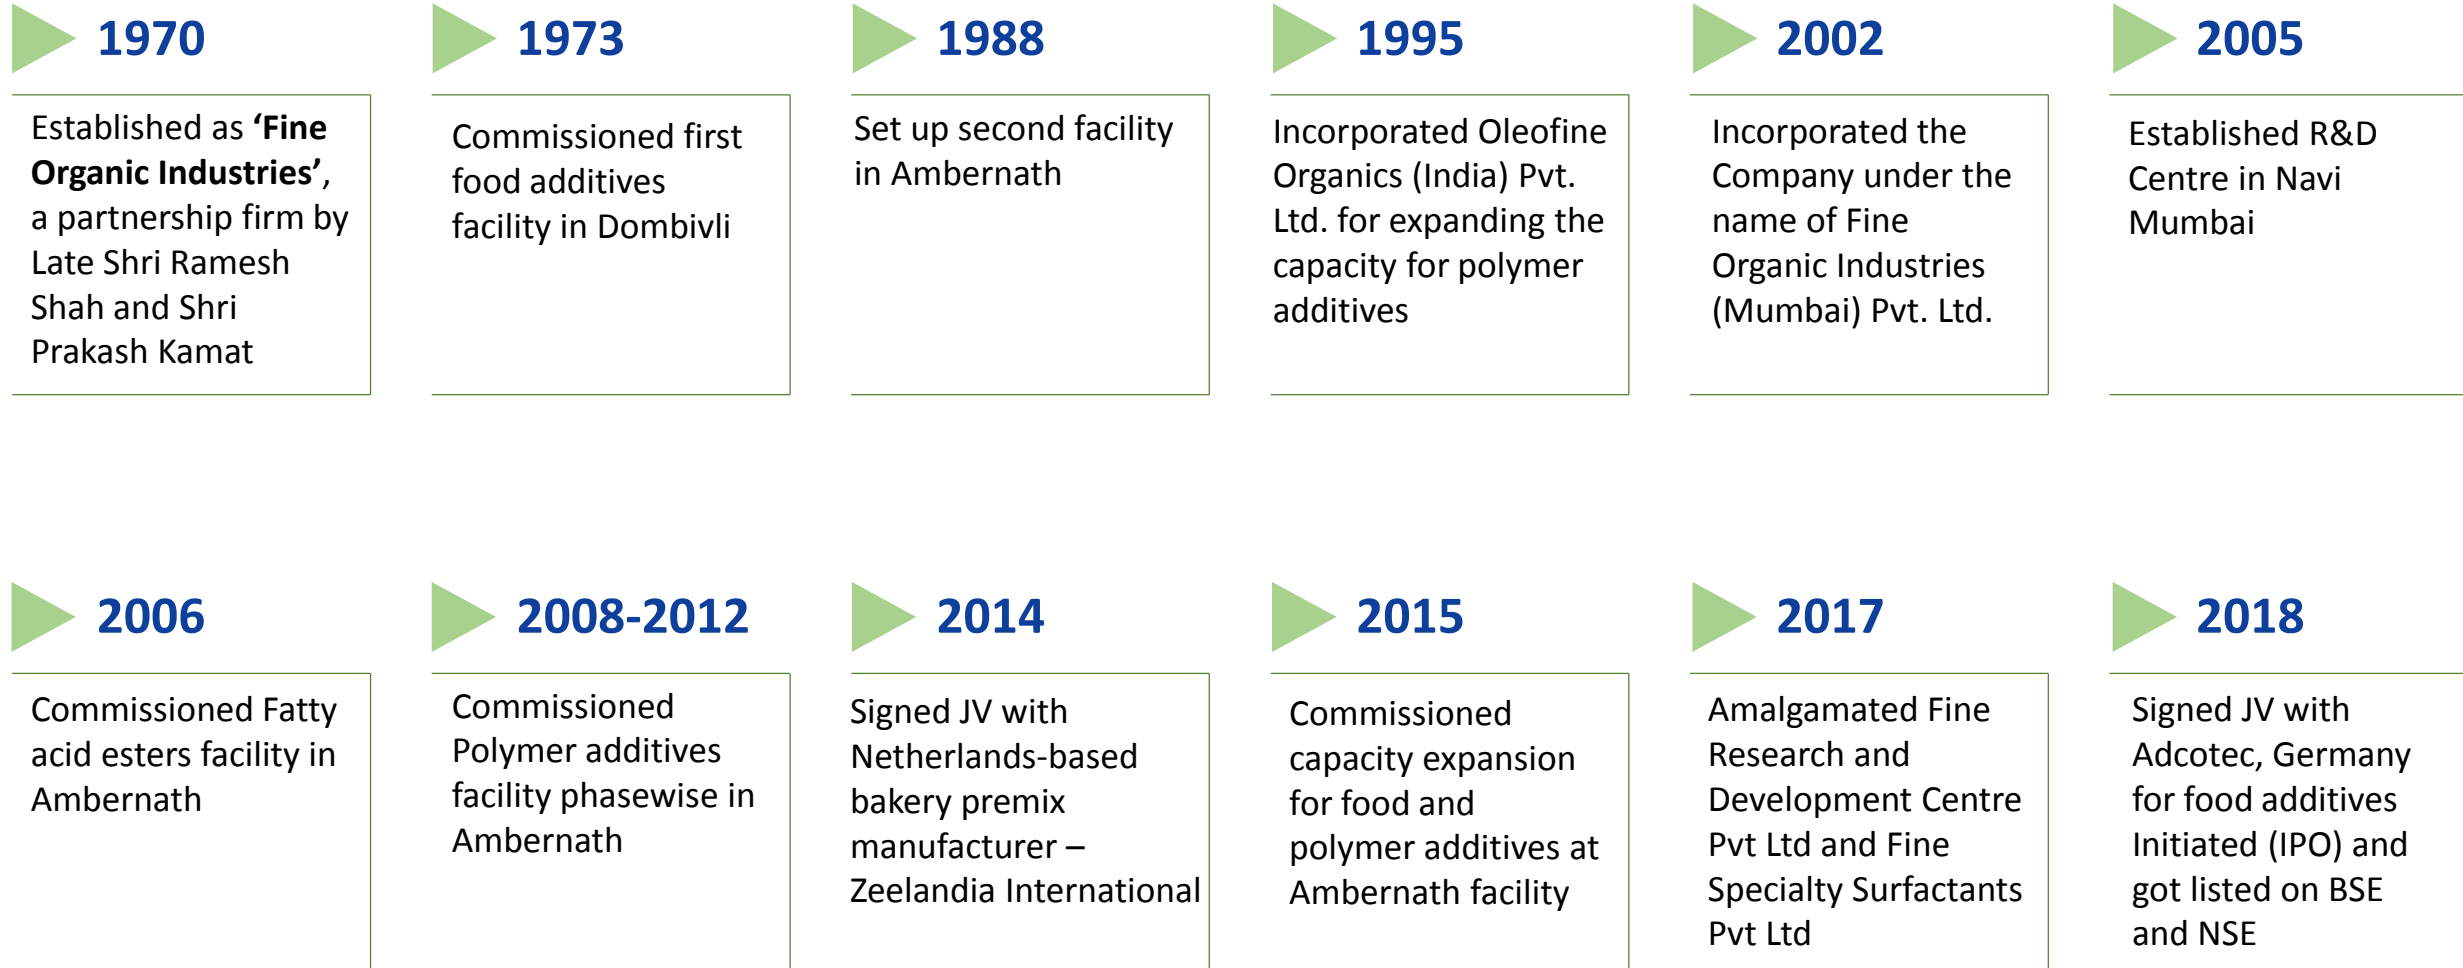 1970
Established as ‘Fine
Organic Industries’,
a partnership firm by
Late Shri Ramesh
Shah and Shri
Prakash Kamat
1973
Commissioned first
food additives
facility in Dombivli
1988
Set up second facility
in Ambernath
1995
Incorporated Oleofine
Organics (India) Pvt.
Ltd. for expanding the
capacity for polymer
additives
2002
Incorporated the
Company under the
name of Fine
Organic Industries
(Mumbai) Pvt. Ltd.
2005
Established R&D
Centre in Navi
Mumbai
2006
Commissioned Fatty
acid esters facility in
Ambernath
2008-2012
Commissioned
Polymer additives
facility phasewise in
Ambernath
2014
Signed JV with
Netherlands-based
bakery premix
manufacturer –
Zeelandia International
2015
Commissioned
capacity expansion
for food and
polymer additives at
Ambernath facility
2017
Amalgamated Fine
Research and
Development Centre
Pvt Ltd and Fine
Specialty Surfactants
Pvt Ltd
2018
Signed JV with
Adcotec, Germany
for food additives
Initiated (IPO) and
got listed on BSE
and NSE